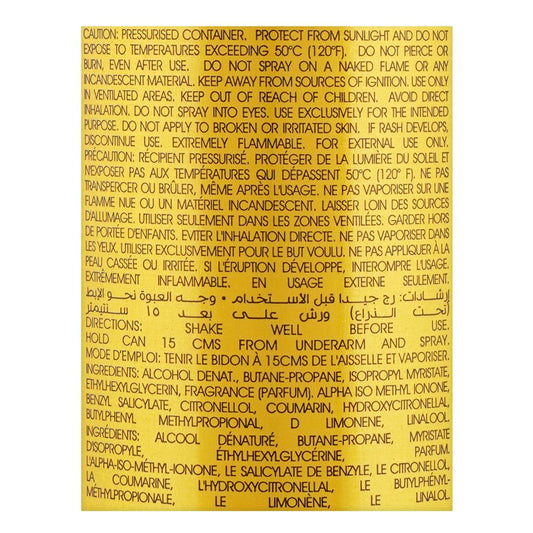 CAUTION: PRESSURISED CONTAINER. PROTECT FROM SUNLIGHT AND DO NOT
EXPOSE TO TEMPERATURES EXCEEDING 50°C (120°F). DO NOT PIERCE OR
BURN, EVEN AFTER USE. DO NOT SPRAY ON A NAKED FLAME OR ANY
INCANDESCENT MATERIAL. KEEP AWAY FROM SOURCES OF IGNITION. USE ONLY
IN VENTILATED AREAS. KEEP OUT OF REACH OF CHILDREN. AVOID DIRECT
INHALATION. DO NOT SPRAY INTO EYES. USE EXCLUSIVELY FOR THE INTENDED
PURPOSE. DO NOT APPLY TO BROKEN OR IRRITATED SKIN. IF RASH DEVELOPS,
DISCONTINUE USE. EXTREMELY FLAMMABLE. FOR EXTERNAL USE ONLY.
PRÉCAUTION: RÉCIPIENT PRESSURISÉ. PROTÉGER DE LA LUMIÈRE DU SOLEIL ET
N'EXPOSER PAS AUX TEMPÉRATURES QUI DÉPASSENT 50°C (120° F). NE PAS
TRANSPERCER OU BRÛLER, MÊME APRÈS L'USAGE. NE PAS VAPORISER SUR UNE
FLAMME NUE OU UN MATÉRIEL INCANDESCENT. LAISSER LOIN DES SOURCES
D'ALLUMAGE. UTILISER SEULEMENT DANS LES ZONES VENTILÉES. GARDER HORS
DE PORTÉE D'ENFANTS. EVITER L'INHALATION DIRECTE. NE PAS VAPORISER DANS
LES YEUX. UTILISER EXCLUSIVEMENT POUR LE BUT VOULU. NE PAS APPLIQUER À LA
PEAU CASSÉE OU IRRITÉE. SI L'ÉRUPTION DÉVELOPPE, INTERROMPRE L'USAGE.
EXTRÊMEMENT INFLAMMABLE. EN USAGE EXTERNE SEULEMENT.
إرشادات: رج جيدا قبل الاستخدام . وجه العبوة نحو الإبط
(تحت الذراع) ورش على بعد ١٥ سنتيمتر
DIRECTIONS: SHAKE WELL BEFORE USE.
HOLD CAN 15 CMS FROM UNDERARM AND SPRAY.
MODE D'EMPLOI: TENIR LE BIDON À 15CMS DE L'AISSELLE ET VAPORISER.
INGREDIENTS: ALCOHOL DENAT., BUTANE-PROPANE, ISOPROPYL MYRISTATE,
ETHYLHEXYLGLYCERIN, FRAGRANCE (PARFUM), ALPHA ISO METHYL IONONE,
BENZYL SALICYLATE, CITRONELLOL, COUMARIN, HYDROXYCITRONELLAL,
BUTYLPHENYL METHYLPROPIONAL, D LIMONENE, LINALOOL.
INGRÉDIENTS: ALCOOL DÉNATURÉ, BUTANE-PROPANE, MYRISTATE
D'ISOPROPYLE, ÉTHYLHEXYLGLYCÉRINE, PARFUM.
L'ALPHA-ISO-MÉTHYL-IONONE, LE SALICYLATE DE BENZYLE, LE CITRONELLOL,
LA COUMARINE, L'HYDROXYCITRONELLAL, LE BUTYLPHÉNYL-
MÉTHYLPROPIONALE, LE LIMONÈNE, LE LINALOL.